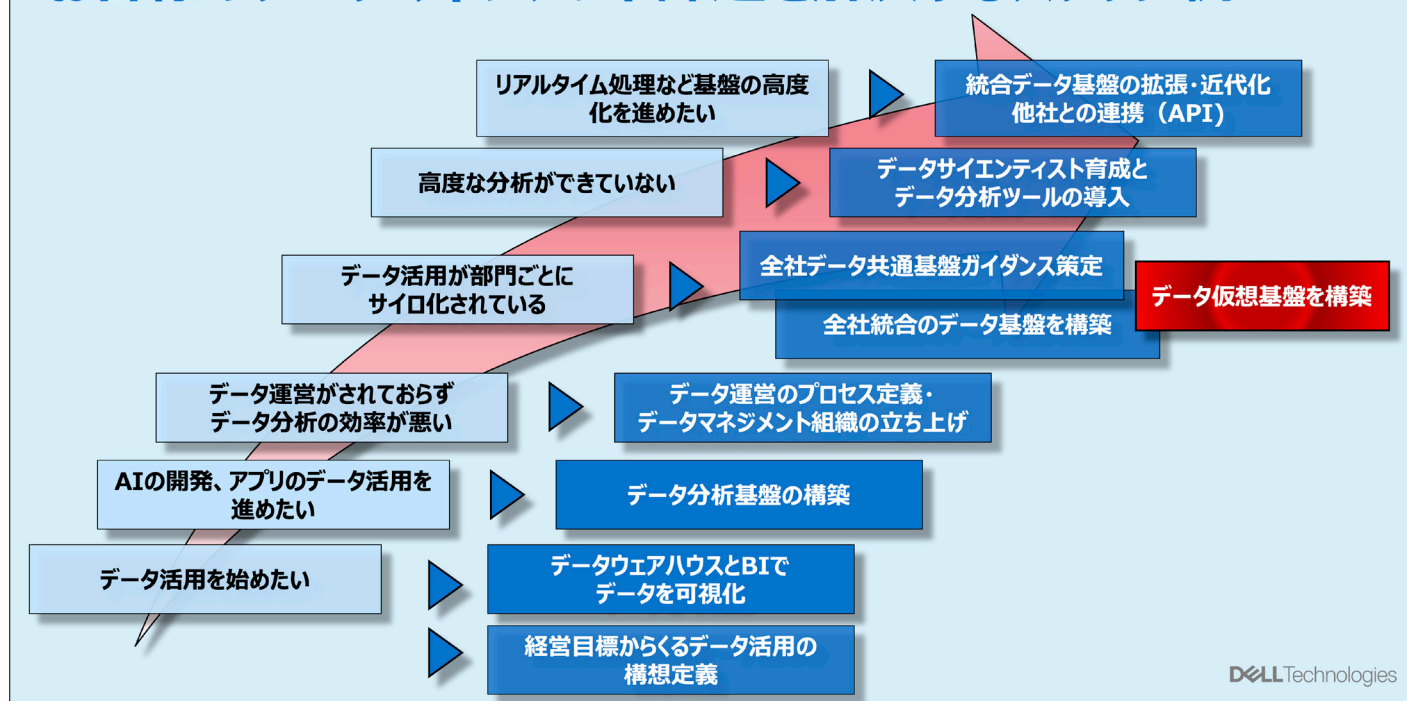 リアルタイム処理など基盤の高度
化を進めたい
統合データ基盤の拡張・近代化
他社との連携（API）
高度な分析ができていない
データサイエンティスト育成と
データ分析ツールの導入
データ活用が部門ごとに
サイロ化されている
全社データ共通基盤ガイダンス策定
全社統合のデータ基盤を構築
データ仮想基盤を構築
データ運営がされておらず
データ分析の効率が悪い
データ運営のプロセス定義・
データマネジメント組織の立ち上げ
AIの開発、アプリのデータ活用を
進めたい
データ分析基盤の構築
データ活用を始めたい
データウェアハウスとBIで
データを可視化
経営目標からくるデータ活用の
構想定義
DELLTechnologies